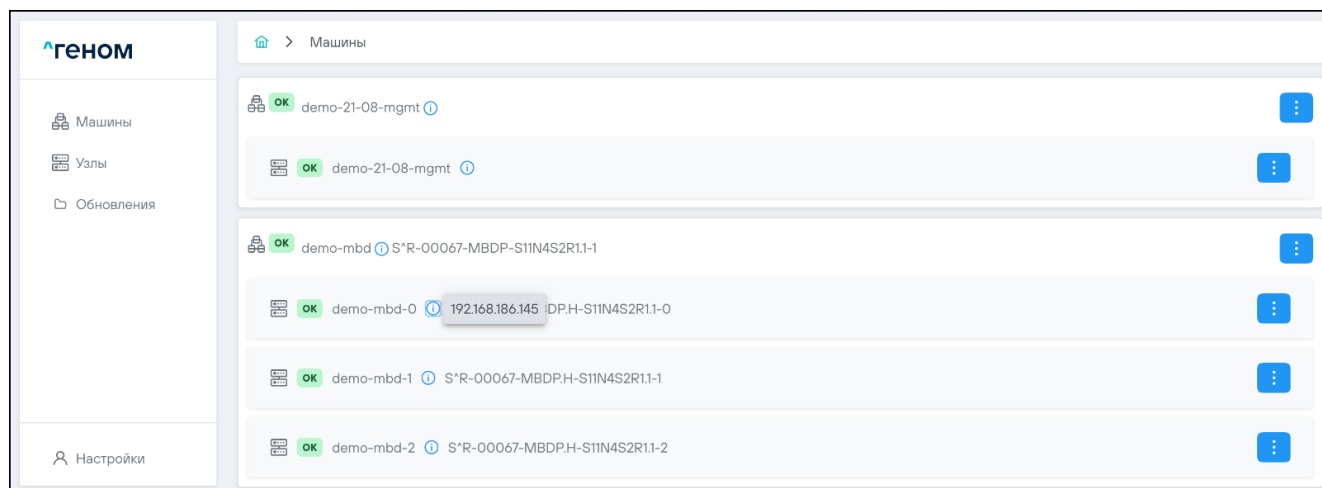 ^геном
Машины
Узлы
Обновления
Настройки
Машины
OK demo-21-08-mgmt
OK demo-21-08-mgmt
OK demo-mbd S^R-00067-MBDP-S11N4S2R1.1-1
OK demo-mbd-0 192.168.186.145 DP.H-S11N4S2R1.1-0
OK demo-mbd-1 S^R-00067-MBDP.H-S11N4S2R1.1-1
OK demo-mbd-2 S^R-00067-MBDP.H-S11N4S2R1.1-2